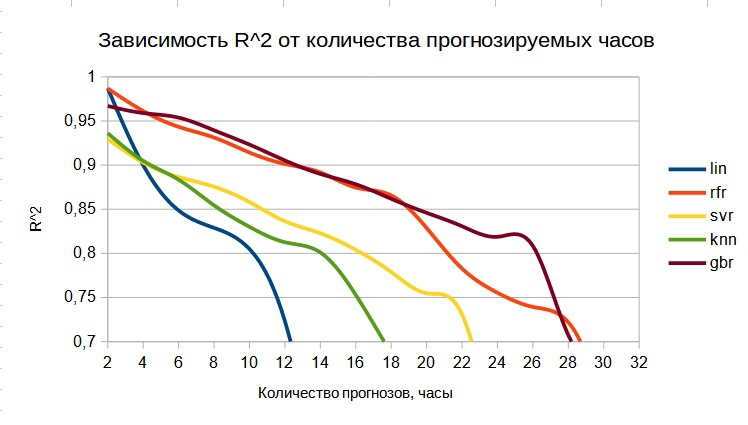 Зависимость R^2 от количества прогнозируемых часов
1
0,95
0,9
0,85
0,8
0,75
0,7
R^2
2 4 6 8 10 12 14 16 18 20 22 24 26 28 30 32
Количество прогнозов, часы
lin
rfr
svr
knn
gbr